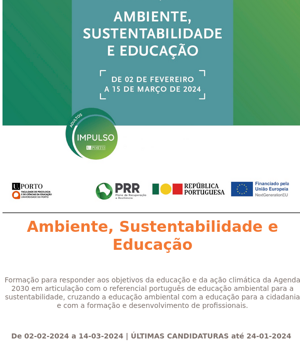 AMBIENTE,
SUSTENTABILIDADE
E EDUCAÇÃO
DE 02 DE FEVEREIRO
A 15 DE MARÇO DE 2024
IMPULSO
U.PORTO
PRR
REPÚBLICA
PORTUGUESA
Financiado pela
União Europeia
NextGenerationEU
Ambiente, Sustentabilidade e
Educação
Formação para responder aos objetivos da educação e da ação climática da Agenda
2030 em articulação com o referencial português de educação ambiental para a
sustentabilidade, cruzando a educação ambiental com a educação para a cidadania
e com a formação e desenvolvimento de profissionais.
De 02-02-2024 a 14-03-2024 | ÚLTIMAS CANDIDATURAS até 24-01-2024